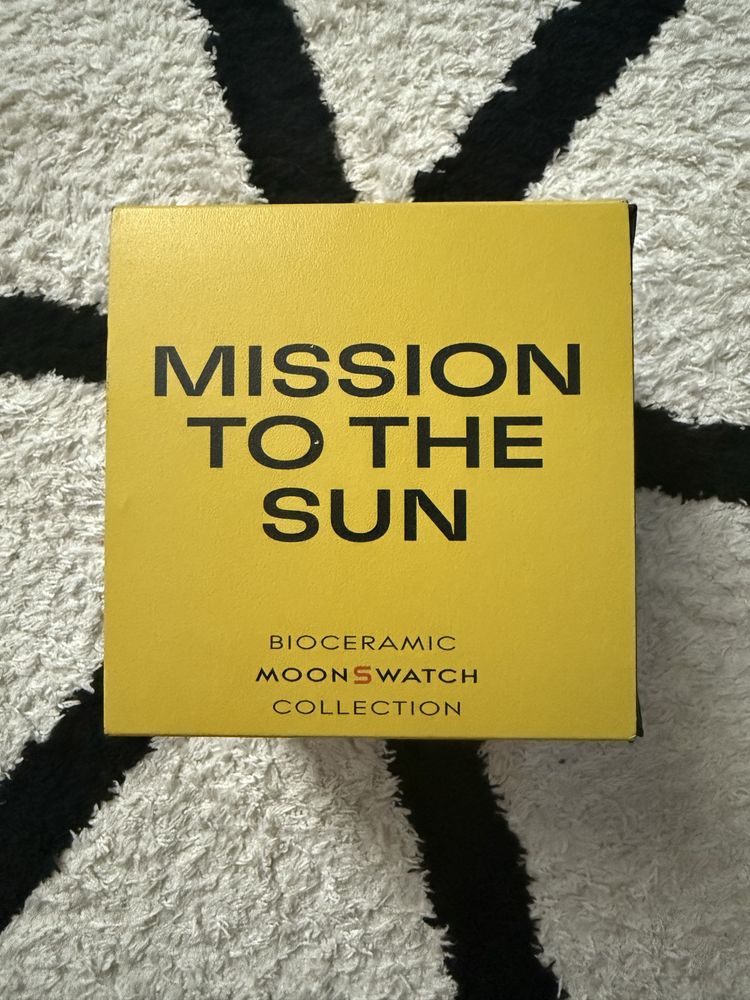 MISSION
TO THE
SUN
BIOCERAMIC
MOONSWATCH
COLLECTION